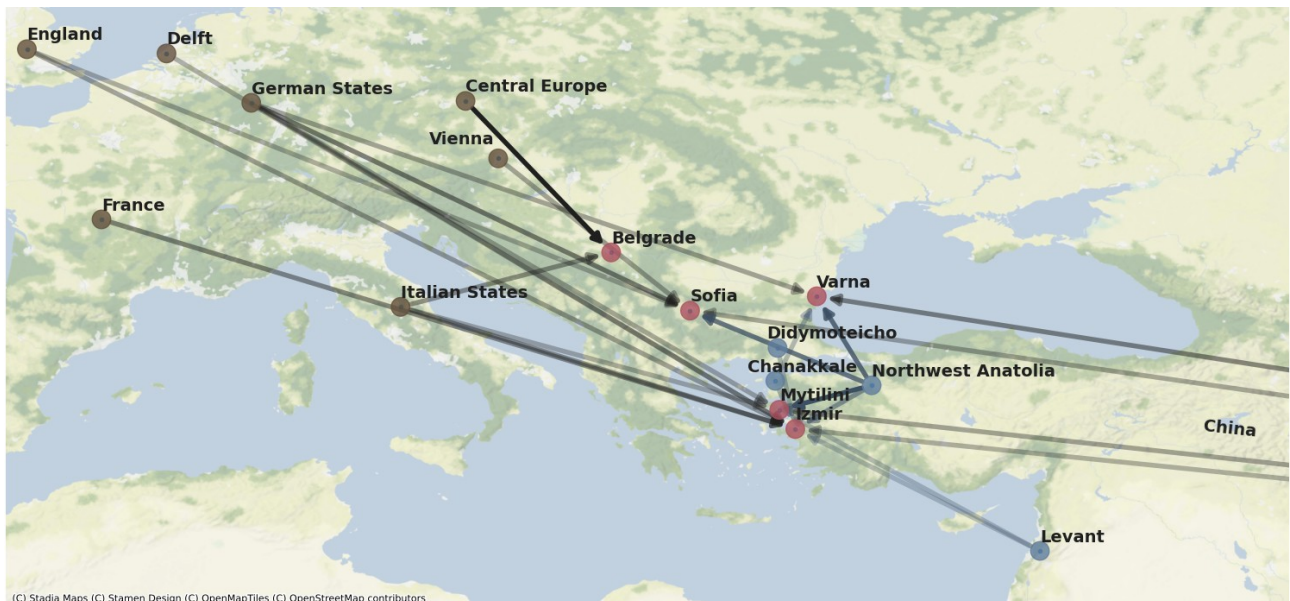 England
Delft
German States
Central Europe
Vienna
France
Belgrade
Italian States
Varna
Sofia
Didymoteicho
Chanakkale
Northwest Anatolia
Mytilini
Izmir
China
Levant
(C) Stadia Maps (C) Stamen Design (C) OpenMapTiles (C) OpenStreetMap contributors